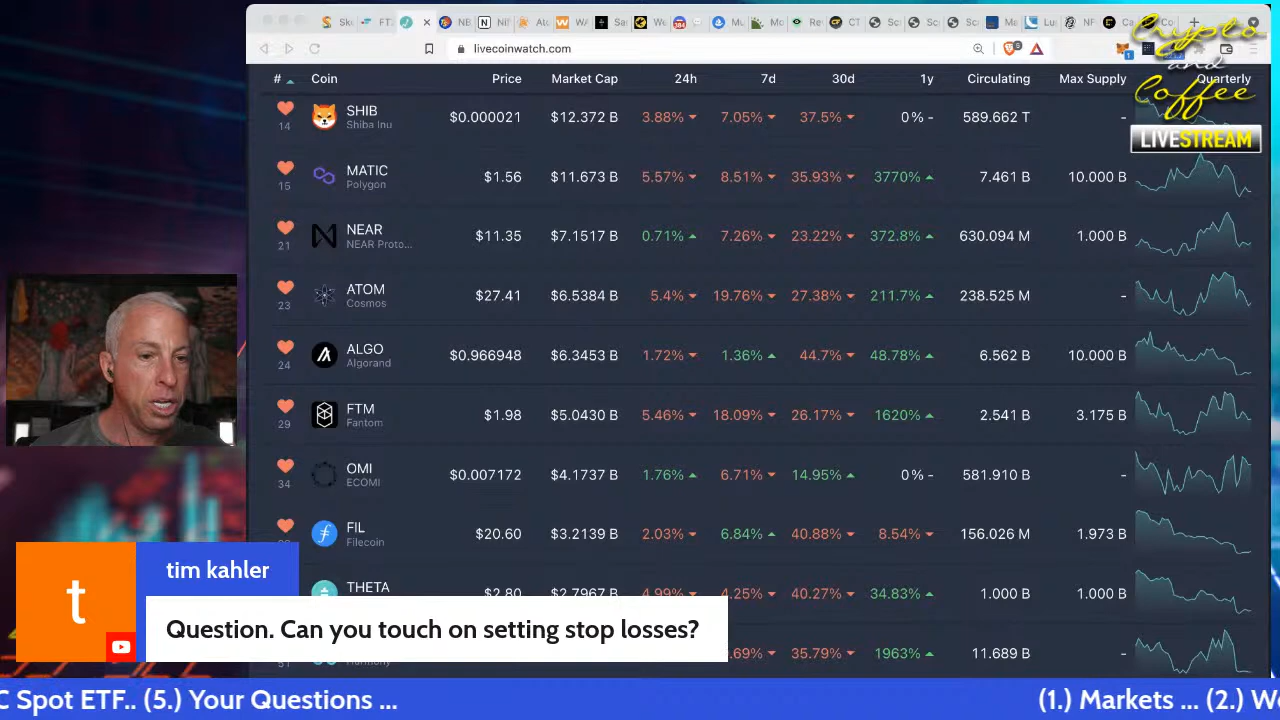 livecoinwatch.com
Crypto
and
Coffee
LIVESTREAM
# Coin Price Market Cap 24h 7d 30d 1y Circulating Max Supply Quarterly
14 SHIB Shiba Inu $0.000021 $12.372 B 3.88% 7.05% 37.5% 0% - 589.662 T -
15 MATIC Polygon $1.56 $11.673 B 5.57% 8.51% 35.93% 3770% 7.461 B 10.000 B
21 NEAR NEAR Proto... $11.35 $7.1517 B 0.71% 7.26% 23.22% 372.8% 630.094 M 1.000 B
23 ATOM Cosmos $27.41 $6.5384 B 5.4% 19.76% 27.38% 211.7% 238.525 M -
24 ALGO Algorand $0.966948 $6.3453 B 1.72% 1.36% 44.7% 48.78% 6.562 B 10.000 B
29 FTM Fantom $1.98 $5.0430 B 5.46% 18.09% 26.17% 1620% 2.541 B 3.175 B
34 OMI ECOMI $0.007172 $4.1737 B 1.76% 6.71% 14.95% 0% - 581.910 B -
FIL Filecoin $20.60 $3.2139 B 2.03% 6.84% 40.88% 8.54% 156.026 M 1.973 B
THETA $2.80 $2.7967 B 4.99% 4.25% 40.27% 34.83% 1.000 B 1.000 B
51 Harmony .69% 35.79% 1963% 11.689 B -
t
tim kahler
Question. Can you touch on setting stop losses?
C Spot ETF.. (5.) Your Questions ... (1.) Markets ... (2.) W